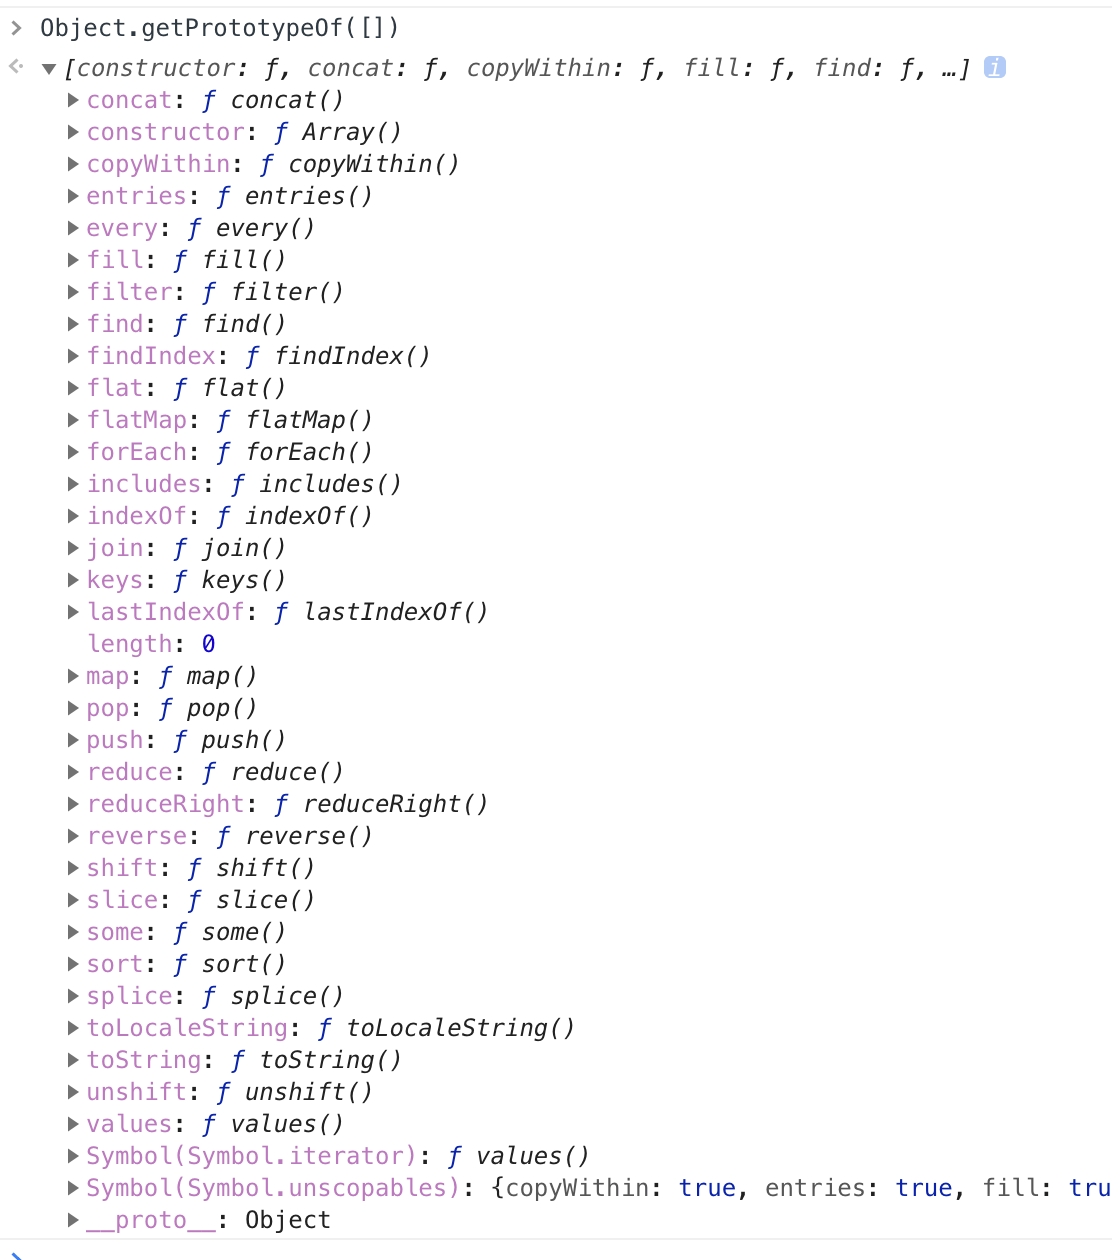 Object.getPrototypeOf([])
[constructor: ƒ, concat: ƒ, copyWithin: ƒ, fill: ƒ, find: ƒ, …] i
concat: ƒ concat()
constructor: ƒ Array()
copyWithin: ƒ copyWithin()
entries: ƒ entries()
every: ƒ every()
fill: ƒ fill()
filter: ƒ filter()
find: ƒ find()
findIndex: ƒ findIndex()
flat: ƒ flat()
flatMap: ƒ flatMap()
forEach: ƒ forEach()
includes: ƒ includes()
indexOf: ƒ indexOf()
join: ƒ join()
keys: ƒ keys()
lastIndexOf: ƒ lastIndexOf()
length: 0
map: ƒ map()
pop: ƒ pop()
push: ƒ push()
reduce: ƒ reduce()
reduceRight: ƒ reduceRight()
reverse: ƒ reverse()
shift: ƒ shift()
slice: ƒ slice()
some: ƒ some()
sort: ƒ sort()
splice: ƒ splice()
toLocaleString: ƒ toLocaleString()
toString: ƒ toString()
unshift: ƒ unshift()
values: ƒ values()
Symbol(Symbol.iterator): ƒ values()
Symbol(Symbol.unscopables): {copyWithin: true, entries: true, fill: tru
__proto__: Object